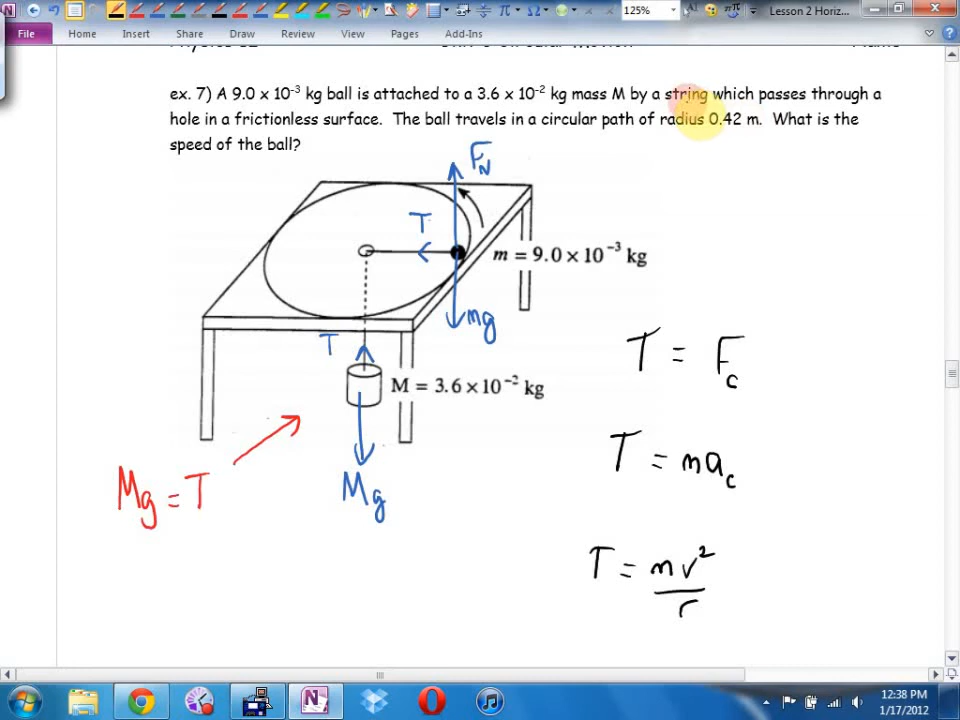 125%
Lesson 2 Horiz...
File Home Insert Share Draw Review View Pages Add-Ins
ex. 7) A 9.0 x 10⁻³ kg ball is attached to a 3.6 x 10⁻² kg mass M by a string which passes through a
hole in a frictionless surface. The ball travels in a circular path of radius 0.42 m. What is the
speed of the ball?
F_N
T
m = 9.0 × 10⁻³ kg
mg
T
T = F_c
M = 3.6 × 10⁻² kg
T = ma_c
Mg = T
Mg
T = mv²/r
12:38 PM
1/17/2012